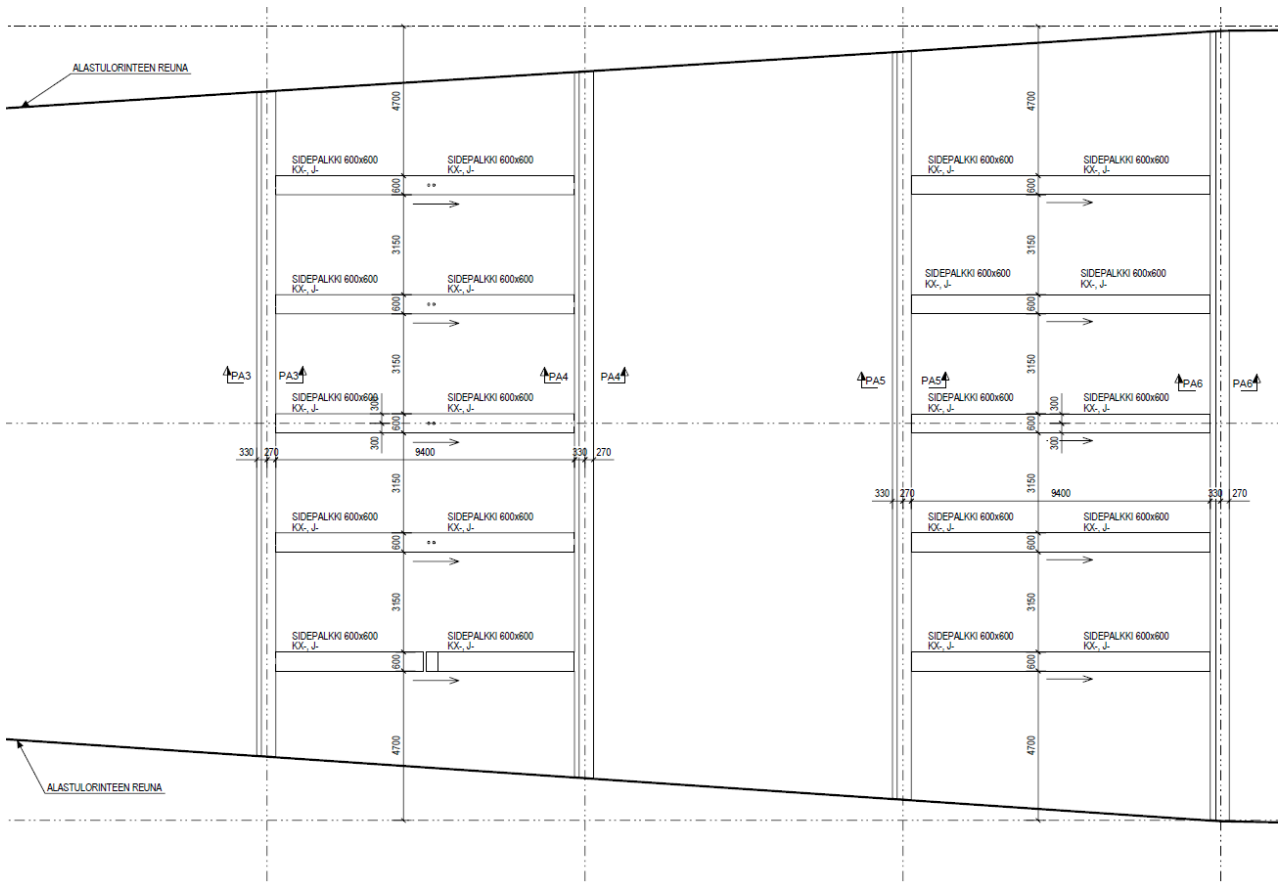 ALASTULORINTEEN REUNA
4700
4700
SIDEPALKKI 600x600
KX-, J-
SIDEPALKKI 600x600
KX-, J-
SIDEPALKKI 600x600
KX-, J-
SIDEPALKKI 600x600
KX-, J-
600
600
3150
3150
SIDEPALKKI 600x600
KX-, J-
SIDEPALKKI 600x600
KX-, J-
SIDEPALKKI 600x600
KX-, J-
SIDEPALKKI 600x600
KX-, J-
600
600
3150
3150
PA3
PA3
PA4
PA4
PA5
PA5
PA6
PA6
SIDEPALKKI 600x600
KX-, J-
SIDEPALKKI 600x600
KX-, J-
SIDEPALKKI 600x600
KX-, J-
SIDEPALKKI 600x600
KX-, J-
300
600
300
300
600
300
330
270
9400
330
270
330
270
9400
330
270
3150
3150
SIDEPALKKI 600x600
KX-, J-
SIDEPALKKI 600x600
KX-, J-
SIDEPALKKI 600x600
KX-, J-
SIDEPALKKI 600x600
KX-, J-
600
600
3150
3150
SIDEPALKKI 600x600
KX-, J-
SIDEPALKKI 600x600
KX-, J-
SIDEPALKKI 600x600
KX-, J-
SIDEPALKKI 600x600
KX-, J-
600
600
4700
4700
ALASTULORINTEEN REUNA